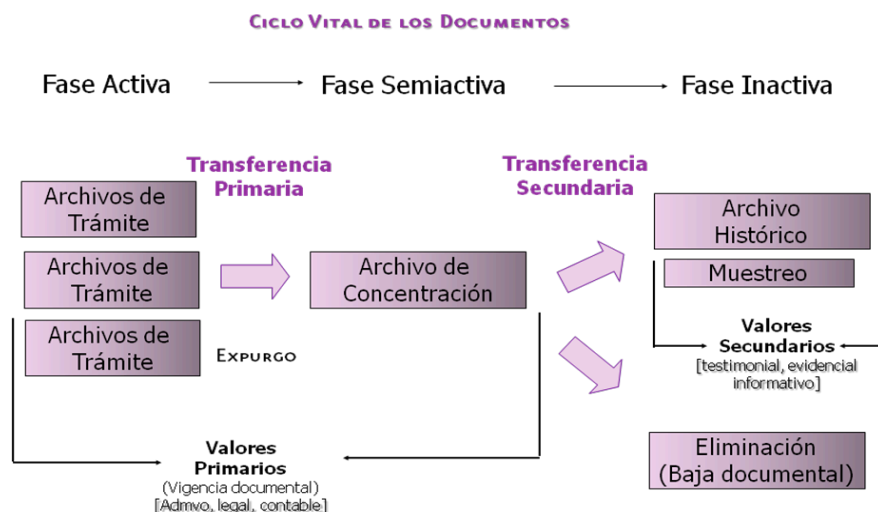 Ciclo Vital de los Documentos
Fase Activa
Fase Semiactiva
Fase Inactiva
Transferencia
Primaria
Transferencia
Secundaria
Archivos de
Trámite
Archivos de
Trámite
Archivos de
Trámite
Expurgo
Archivo de
Concentración
Archivo
Histórico
Muestreo
Valores
Secundarios
[testimonial, evidencial
informativo]
Valores
Primarios
(Vigencia documental)
[Admvo, legal, contable]
Eliminación
(Baja documental)